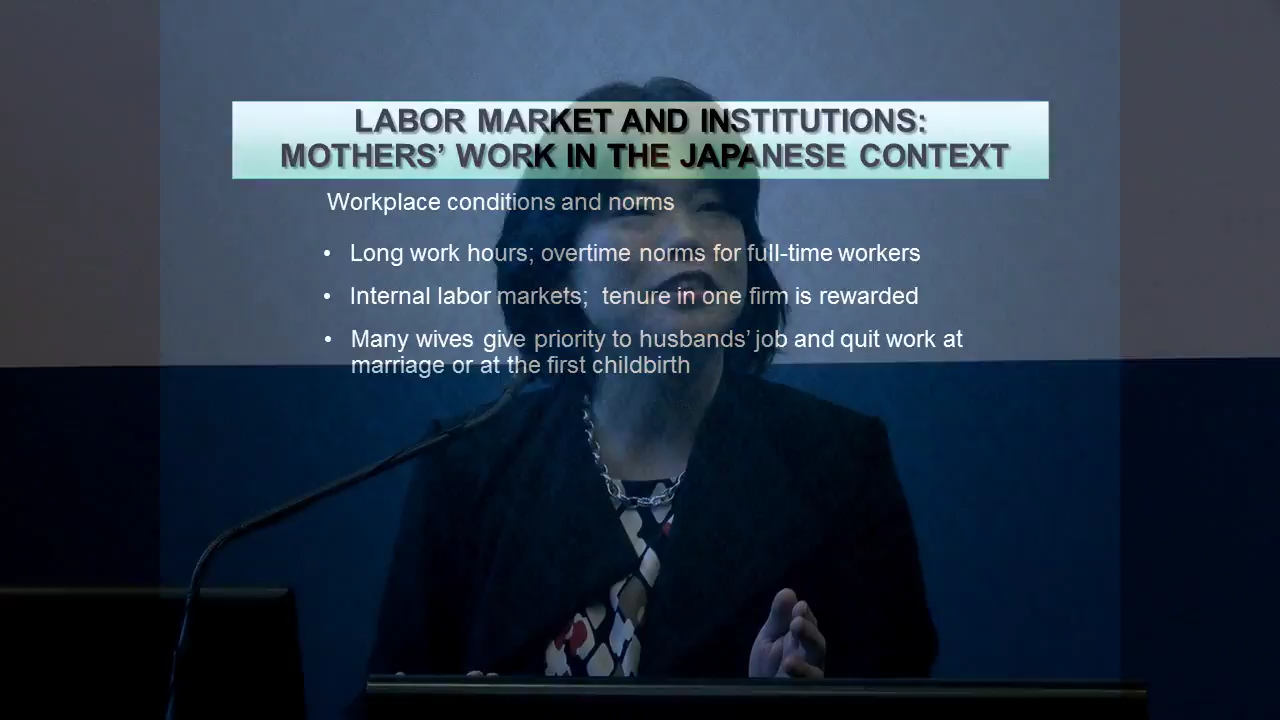 LABOR MARKET AND INSTITUTIONS:
MOTHERS’ WORK IN THE JAPANESE CONTEXT
Workplace conditions and norms
• Long work hours; overtime norms for full-time workers
• Internal labor markets; tenure in one firm is rewarded
• Many wives give priority to husbands’ job and quit work at
marriage or at the first childbirth